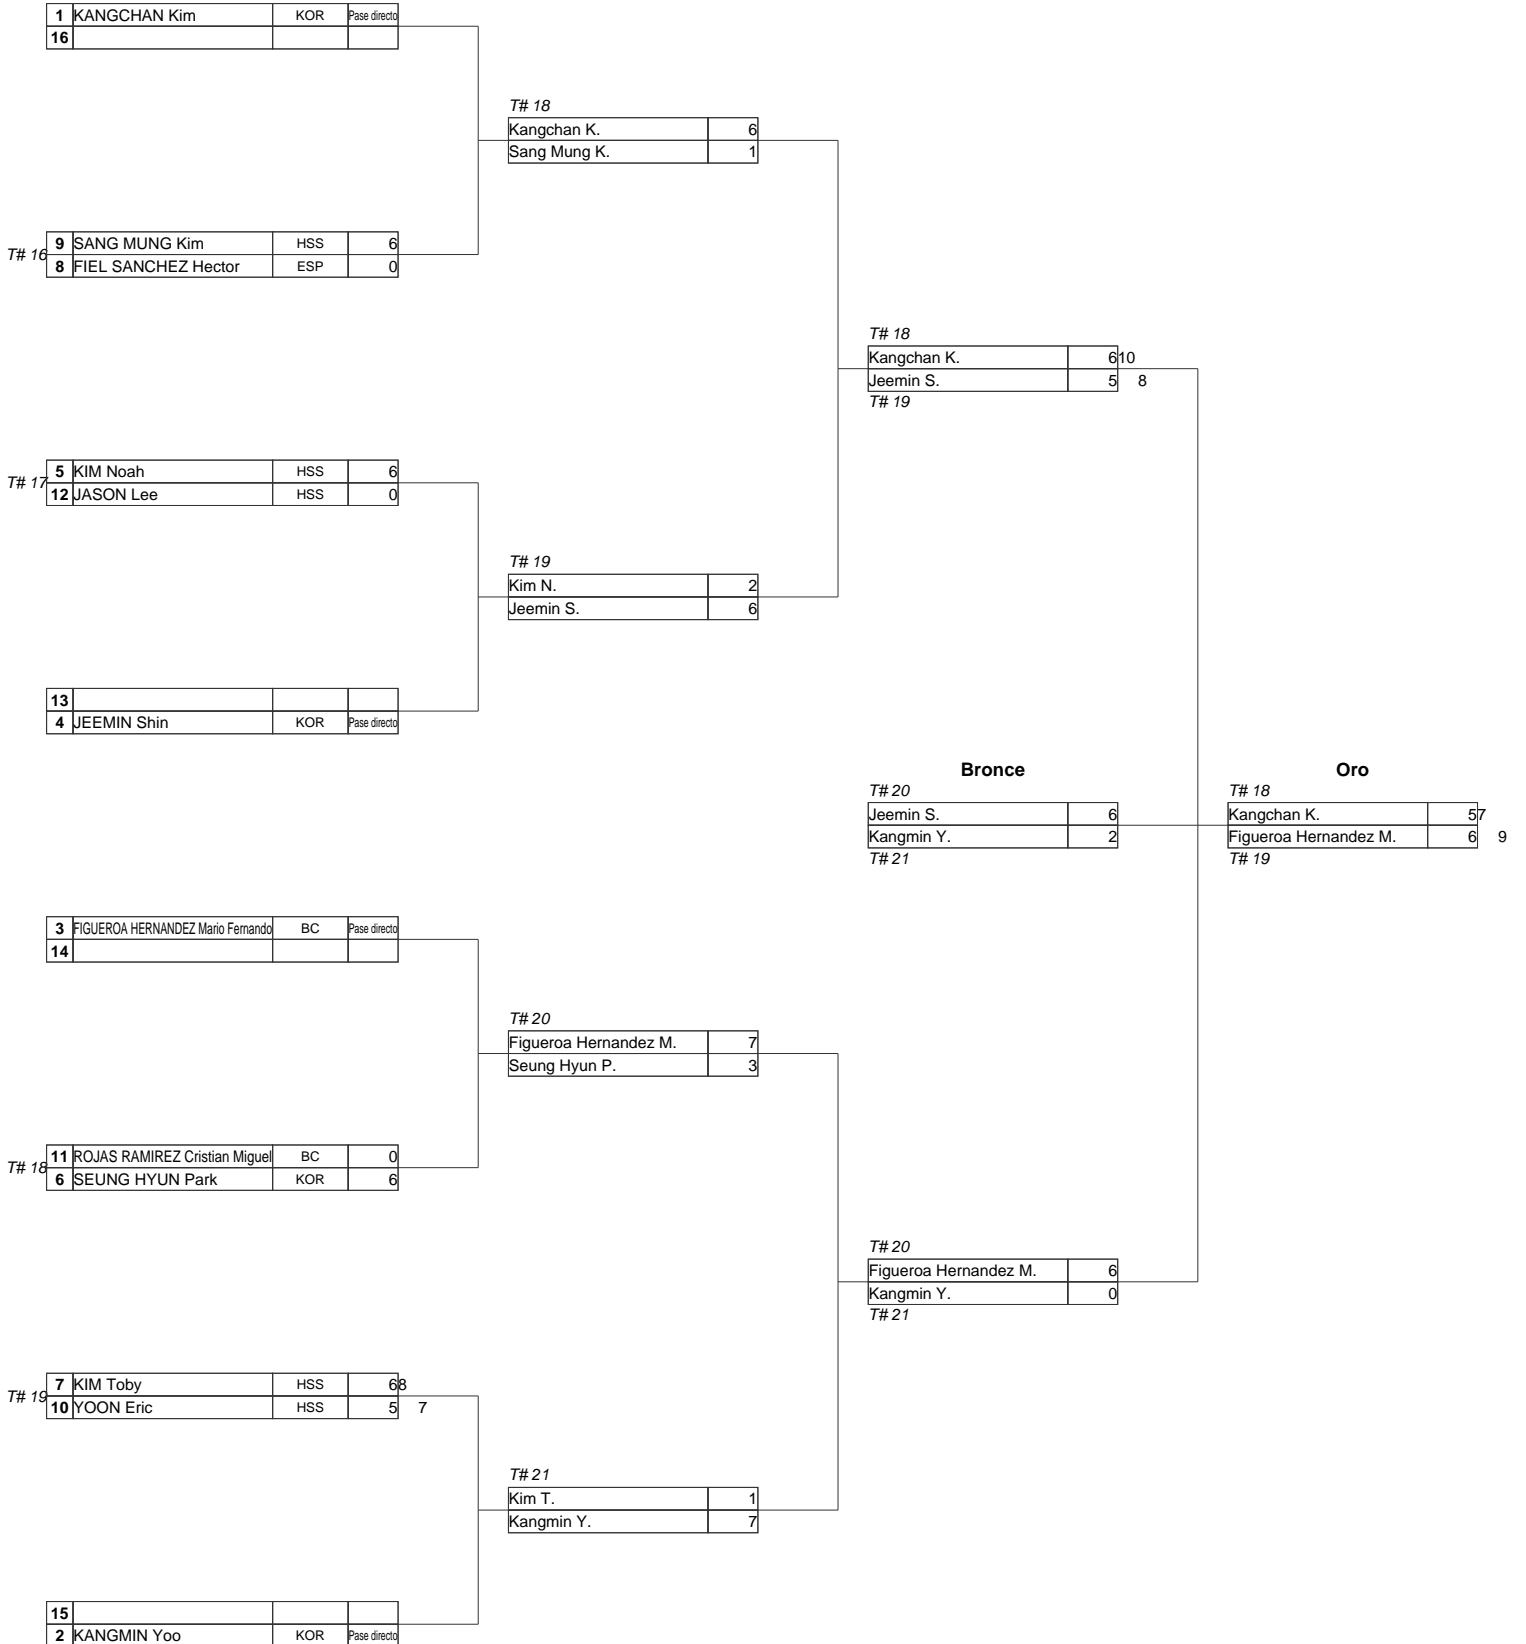 1 KANGCHAN Kim KOR Pase directo
16
T# 18
Kangchan K. 6
Sang Mung K. 1
T# 16
9 SANG MUNG Kim HSS 6
8 FIEL SANCHEZ Hector ESP 0
T# 18
Kangchan K. 6 10
Jeemin S. 5 8
T# 19
T# 17
5 KIM Noah HSS 6
12 JASON Lee HSS 0
T# 19
Kim N. 2
Jeemin S. 6
13
4 JEEMIN Shin KOR Pase directo
Bronce
T# 20
Jeemin S. 6
Kangmin Y. 2
T# 21
Oro
T# 18
Kangchan K. 5 7
Figueroa Hernandez M. 6 9
T# 19
3 FIGUEROA HERNANDEZ Mario Fernando BC Pase directo
14
T# 20
Figueroa Hernandez M. 7
Seung Hyun P. 3
T# 18
11 ROJAS RAMIREZ Cristian Miguel BC 0
6 SEUNG HYUN Park KOR 6
T# 20
Figueroa Hernandez M. 6
Kangmin Y. 0
T# 21
T# 19
7 KIM Toby HSS 6 8
10 YOON Eric HSS 5 7
T# 21
Kim T. 1
Kangmin Y. 7
15
2 KANGMIN Yoo KOR Pase directo